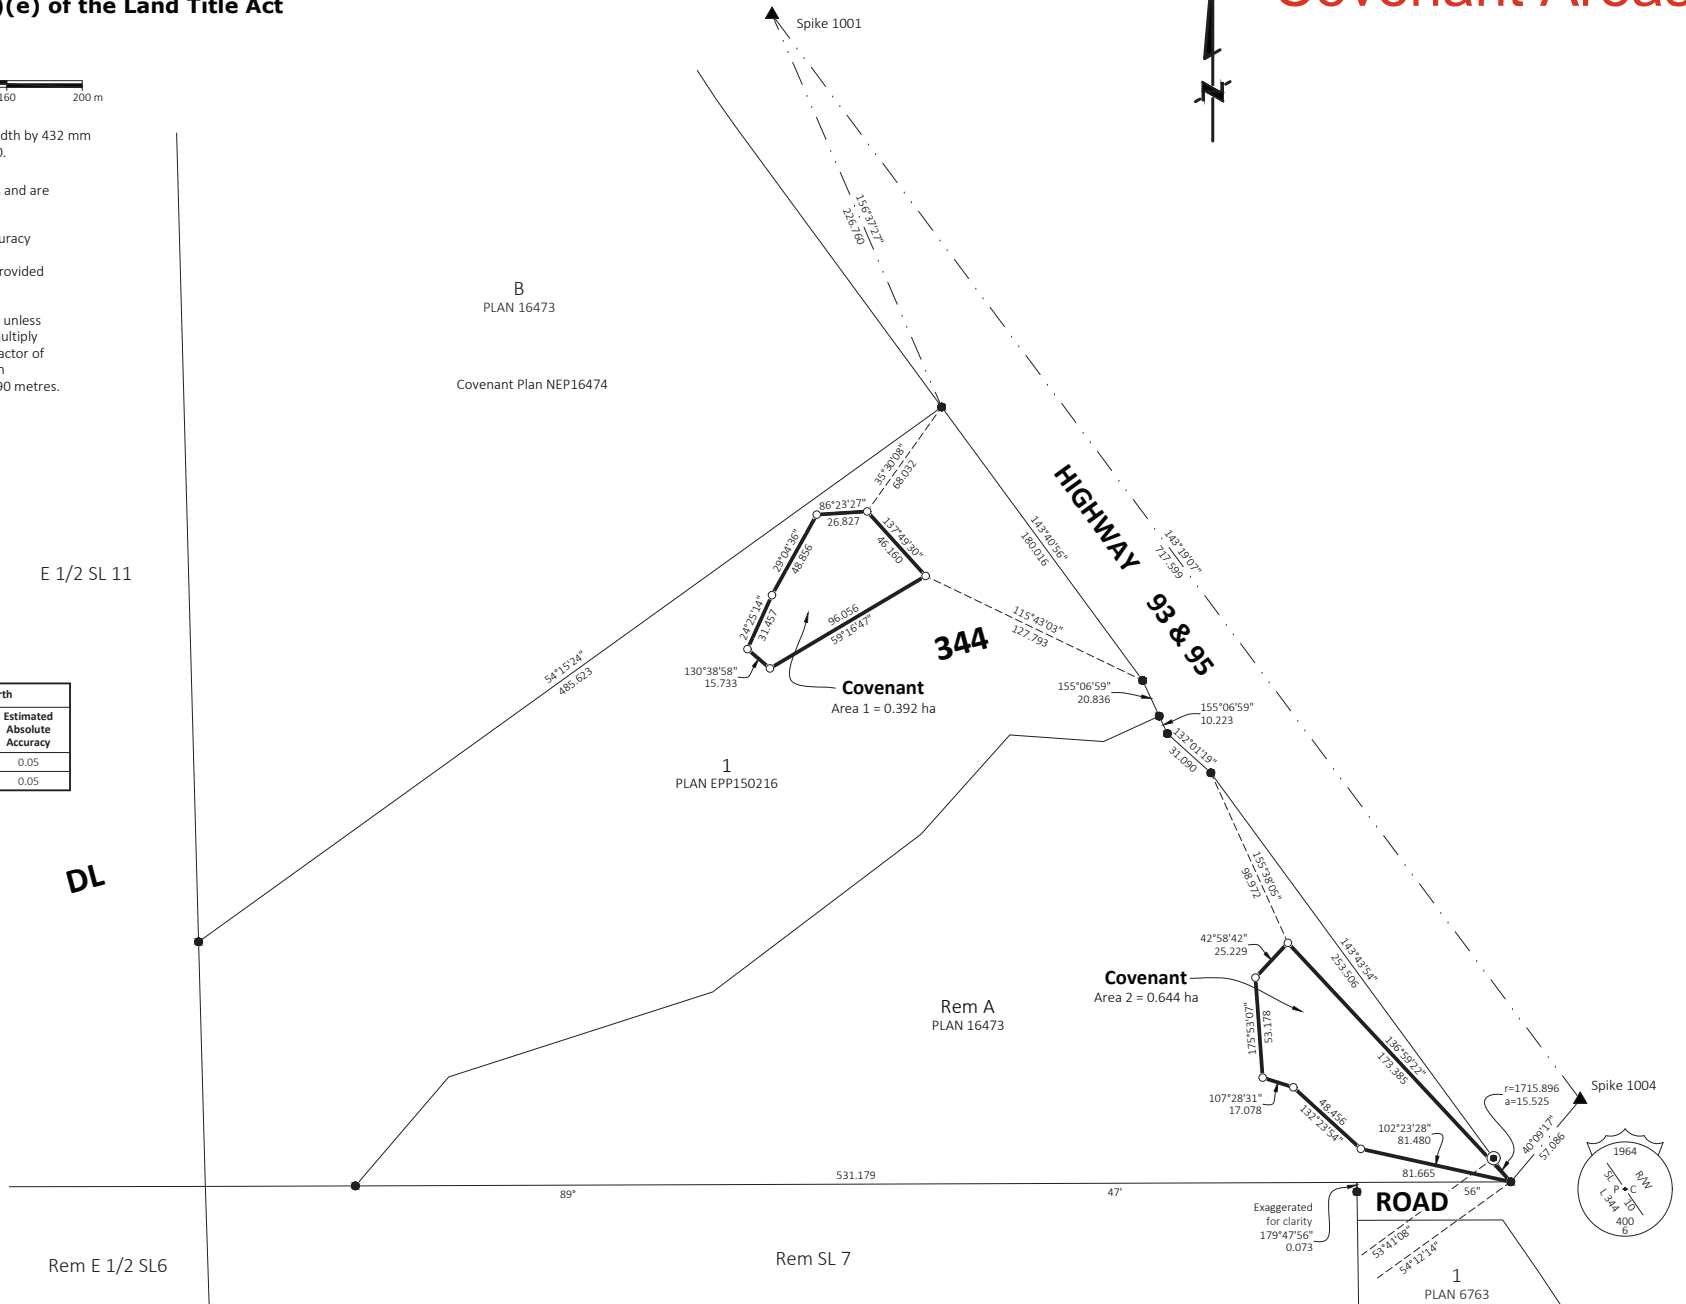 )(e) of the Land Title Act
Spike 1001
160
200 m
dth by 432 mm
0.
and are
uracy
rovided
unless
ultiply
actor of
n
90 metres.
156°37'27"
226.760
B
PLAN 16473
Covenant Plan NEP16474
35°30'08"
68.032
86°23'27"
26.827
137°49'30"
46.160
29°04'36"
48.856
24°25'14"
31.457
96.056
59°16'47"
130°38'58"
15.733
Covenant
Area 1 = 0.392 ha
344
115°43'03"
127.793
143°40'56"
180.016
HIGHWAY 93 & 95
143°19'07"
717.599
E 1/2 SL 11
54°15'24"
485.623
155°06'59"
20.836
155°06'59"
10.223
132°01'19"
31.090
rth
Estimated
Absolute
Accuracy
0.05
0.05
1
PLAN EPP150216
DL
155°38'05"
98.972
42°58'42"
25.229
Covenant
Area 2 = 0.644 ha
143°43'54"
253.506
Rem A
PLAN 16473
175°53'07"
53.178
136°59'22"
173.385
107°28'31"
17.078
48.456
132°23'54"
102°23'28"
81.480
r=1715.896
a=15.525
Spike 1004
40°09'17"
57.086
531.179
81.665
89°
47'
56"
ROAD
Exaggerated
for clarity
179°47'56"
0.073
53°41'08"
54°12'14"
1964
SL
R/W
P C
L 344
10
400
6
Rem E 1/2 SL6
Rem SL 7
1
PLAN 6763